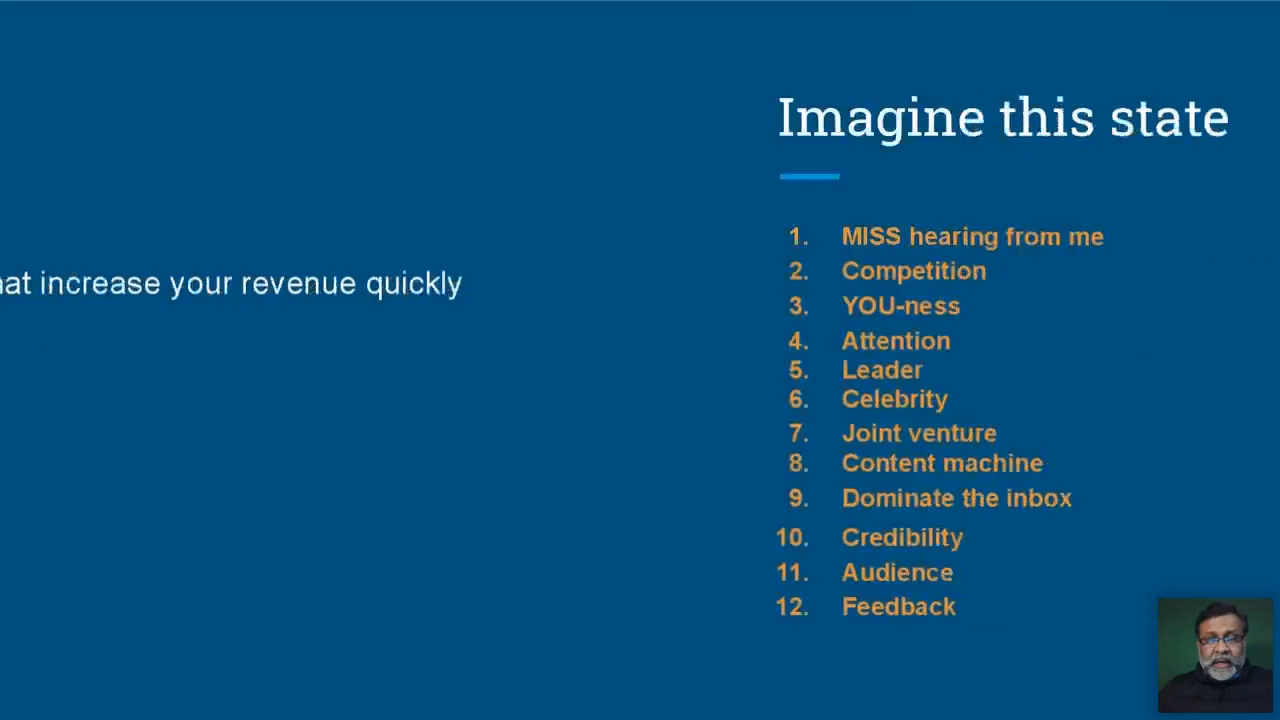 Imagine this state
increase your revenue quickly
1. MISS hearing from me
2. Competition
3. YOU-ness
4. Attention
5. Leader
6. Celebrity
7. Joint venture
8. Content machine
9. Dominate the inbox
10. Credibility
11. Audience
12. Feedback